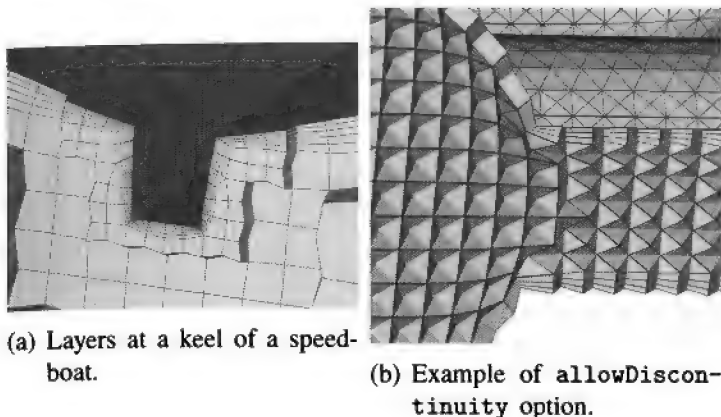 (a) Layers at a keel of a speed-
boat.
(b) Example of allowDiscon-
tinuity option.